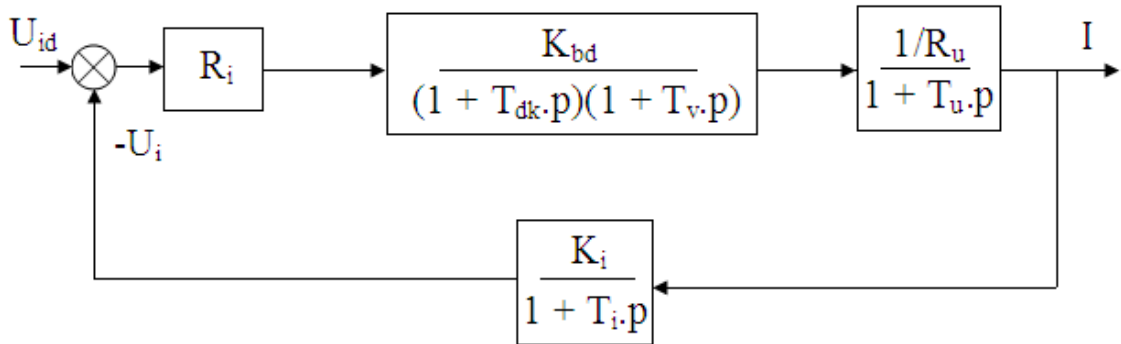 U_id
R_i
K_bd
(1 + T_dk.p)(1 + T_v.p)
1/R_u
1 + T_u.p
I
-U_i
K_i
1 + T_i.p